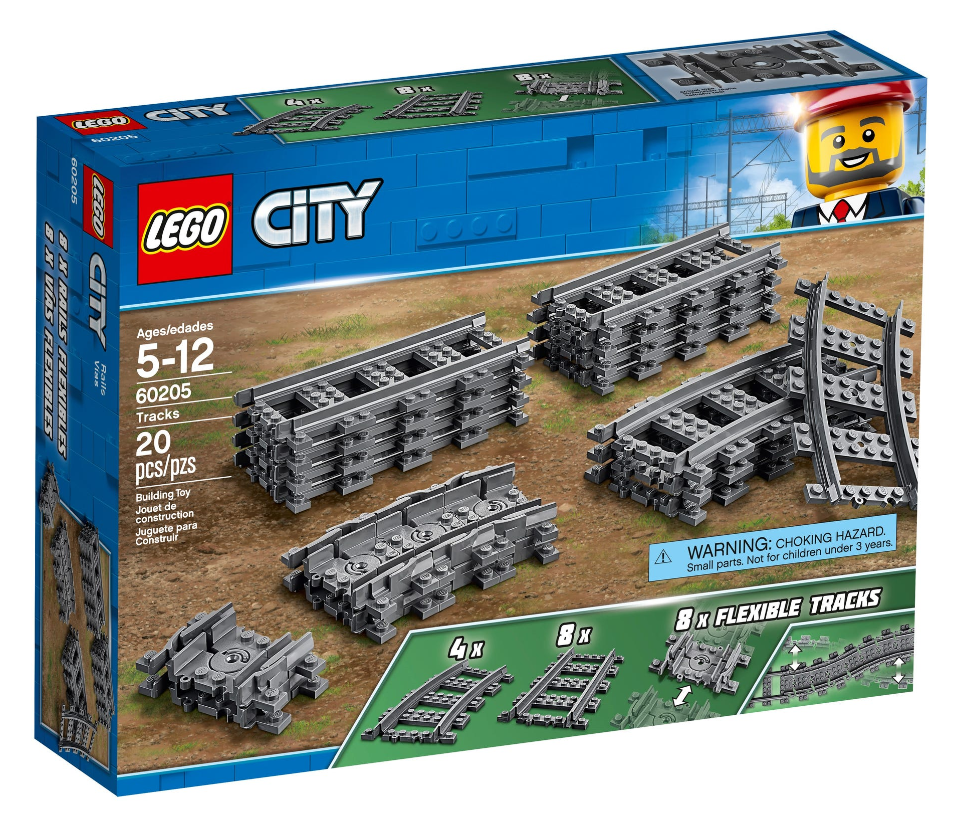 LEGO
CITY
60205
4x
8x
8x
LEGO
CITY
60205
LEGO
CITY
Rails
Vías
8 X RAILS FLEXIBLES
8 X VÍAS FLEXIBLES
Ages/edades
5-12
60205
Tracks
20
pcs/pzs
Building Toy
Jouet de
construction
Juguete para
Construir
WARNING: CHOKING HAZARD.
Small parts. Not for children under 3 years.
4x
8x
8 x FLEXIBLE TRACKS